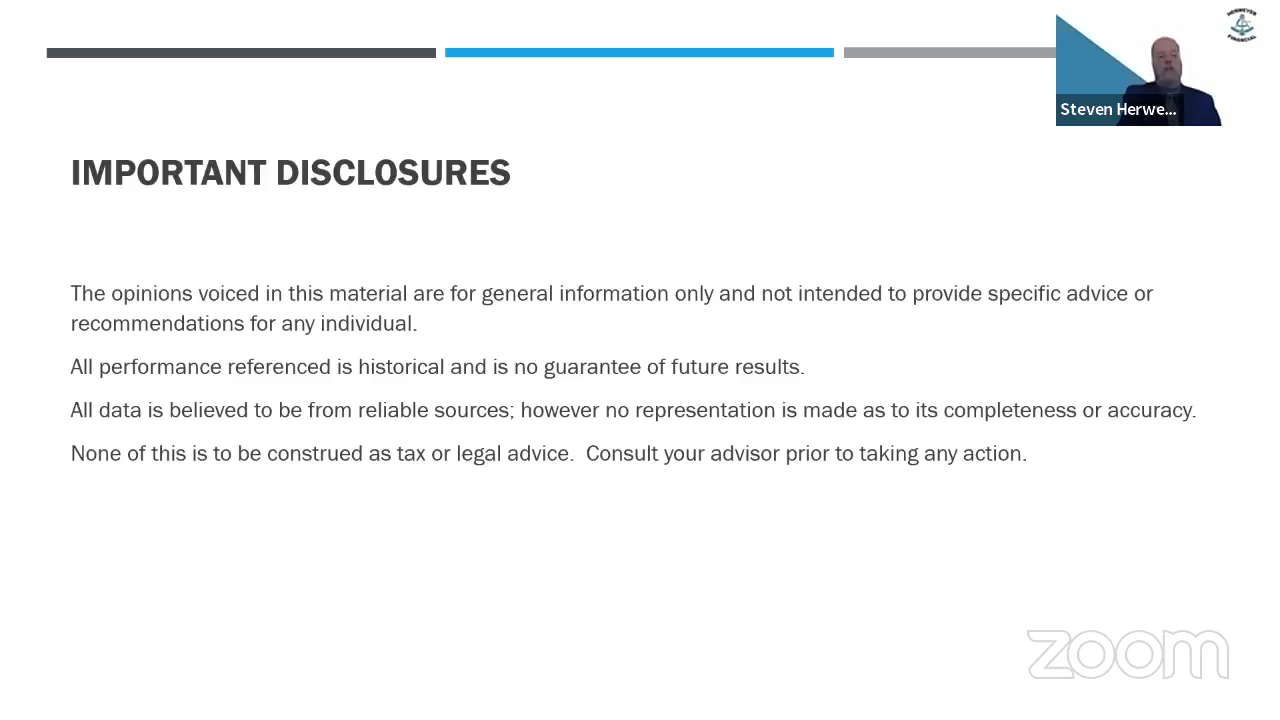 HERWEYER
FINANCIAL
Steven Herwe...
IMPORTANT DISCLOSURES
The opinions voiced in this material are for general information only and not intended to provide specific advice or
recommendations for any individual.
All performance referenced is historical and is no guarantee of future results.
All data is believed to be from reliable sources; however no representation is made as to its completeness or accuracy.
None of this is to be construed as tax or legal advice.  Consult your advisor prior to taking any action.
zoom